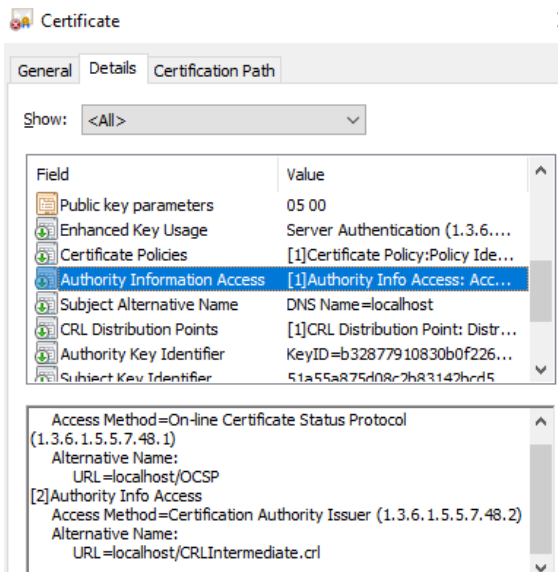 Certificate
General Details Certification Path
Show: <All>
Field Value
Public key parameters 05 00
Enhanced Key Usage Server Authentication (1.3.6....
Certificate Policies [1]Certificate Policy:Policy Ide...
Authority Information Access [1]Authority Info Access: Acc...
Subject Alternative Name DNS Name=localhost
CRL Distribution Points [1]CRL Distribution Point: Distr...
Authority Key Identifier KeyID=b32877910830b0f226...
Subject Key Identifier 51a55a875d08c2b83142bcd5
Access Method=On-line Certificate Status Protocol
(1.3.6.1.5.5.7.48.1)
Alternative Name:
URL=localhost/OCSP
[2]Authority Info Access
Access Method=Certification Authority Issuer (1.3.6.1.5.5.7.48.2)
Alternative Name:
URL=localhost/CRLIntermediate.crl